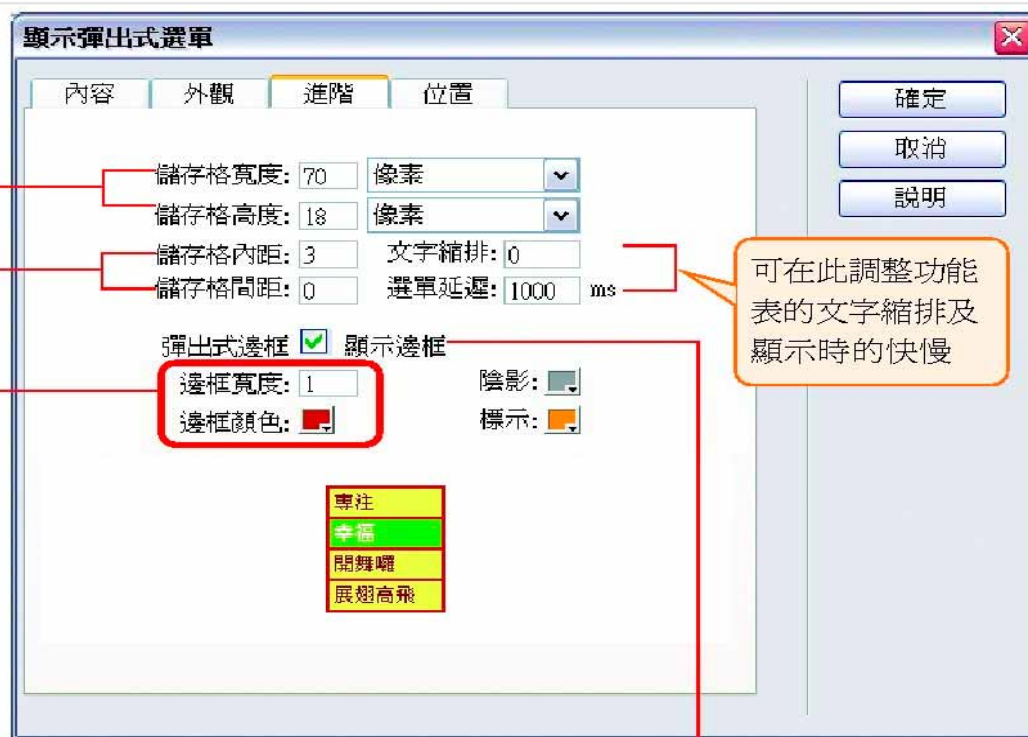 顯示彈出式選單
內容 外觀 進階 位置
確定
取消
說明
儲存格寬度: 70 像素
儲存格高度: 18 像素
儲存格內距: 3 文字縮排: 0
儲存格間距: 0 選單延遲: 1000 ms
可在此調整功能
表的文字縮排及
顯示時的快慢
彈出式邊框 顯示邊框
邊框寬度: 1 陰影:
邊框顏色: 標示:
專注
幸福
開舞囉
展翅高飛